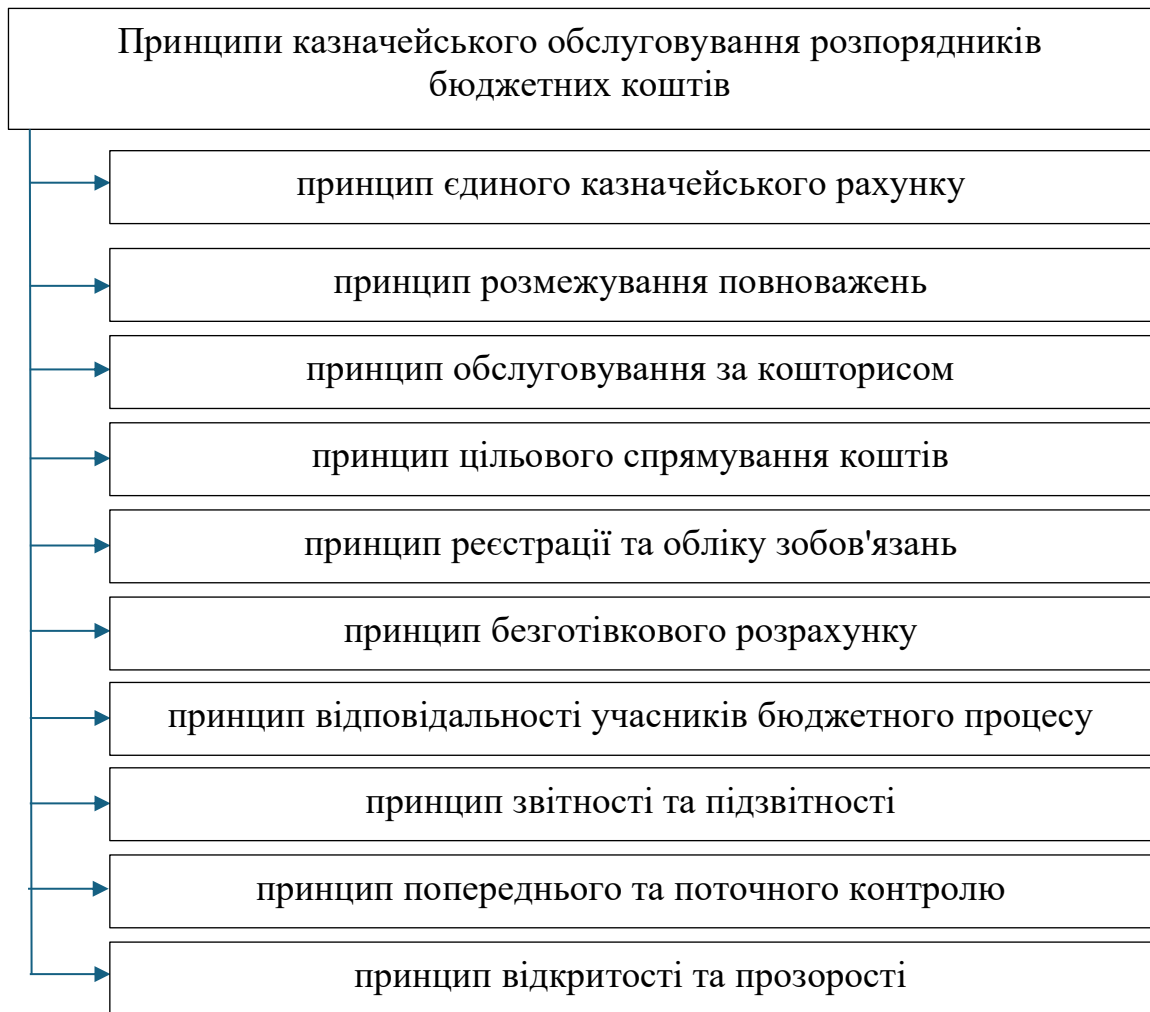 Принципи казначейського обслуговування розпорядників
бюджетних коштів
принцип єдиного казначейського рахунку
принцип розмежування повноважень
принцип обслуговування за кошторисом
принцип цільового спрямування коштів
принцип реєстрації та обліку зобов'язань
принцип безготівкового розрахунку
принцип відповідальності учасників бюджетного процесу
принцип звітності та підзвітності
принцип попереднього та поточного контролю
принцип відкритості та прозорості